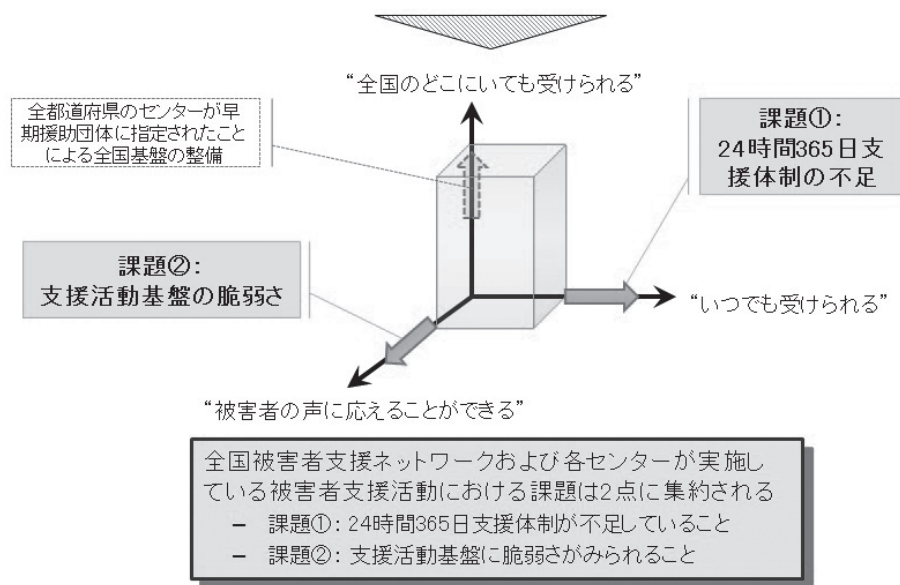 “全国のどこにいても受けられる”
全都道府県のセンターが早
期援助団体に指定されたこと
による全国基盤の整備
課題①：
24時間365日支
援体制の不足
課題②：
支援活動基盤の脆弱さ
“いつでも受けられる”
“被害者の声に応えることができる”
全国被害者支援ネットワークおよび各センターが実施し
ている被害者支援活動における課題は2点に集約される
− 課題①：24時間365日支援体制が不足していること
− 課題②：支援活動基盤に脆弱さがみられること